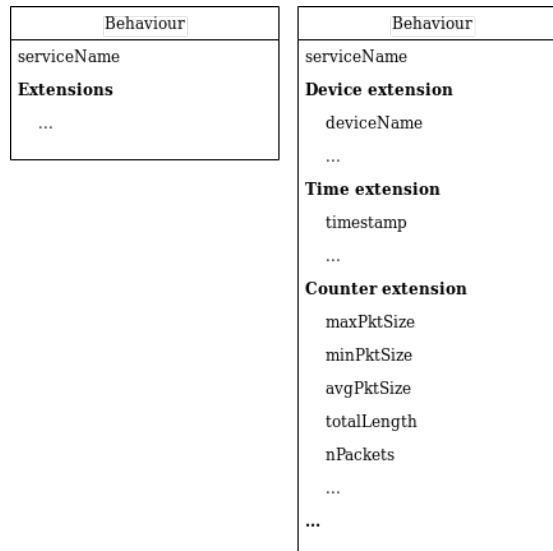 Behaviour
serviceName
Extensions
...
Behaviour
serviceName
Device extension
deviceName
...
Time extension
timestamp
...
Counter extension
maxPktSize
minPktSize
avgPktSize
totalLength
nPackets
...
...